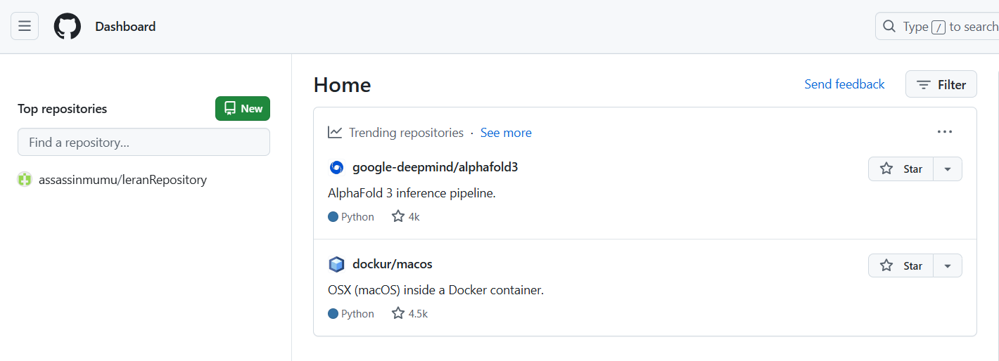 Dashboard
Type / to search
Top repositories
New
Find a repository...
assassinmumu/leranRepository
Home
Send feedback
Filter
Trending repositories · See more
google-deepmind/alphafold3
Star
AlphaFold 3 inference pipeline.
Python 4k
dockur/macos
Star
OSX (macOS) inside a Docker container.
Python 4.5k